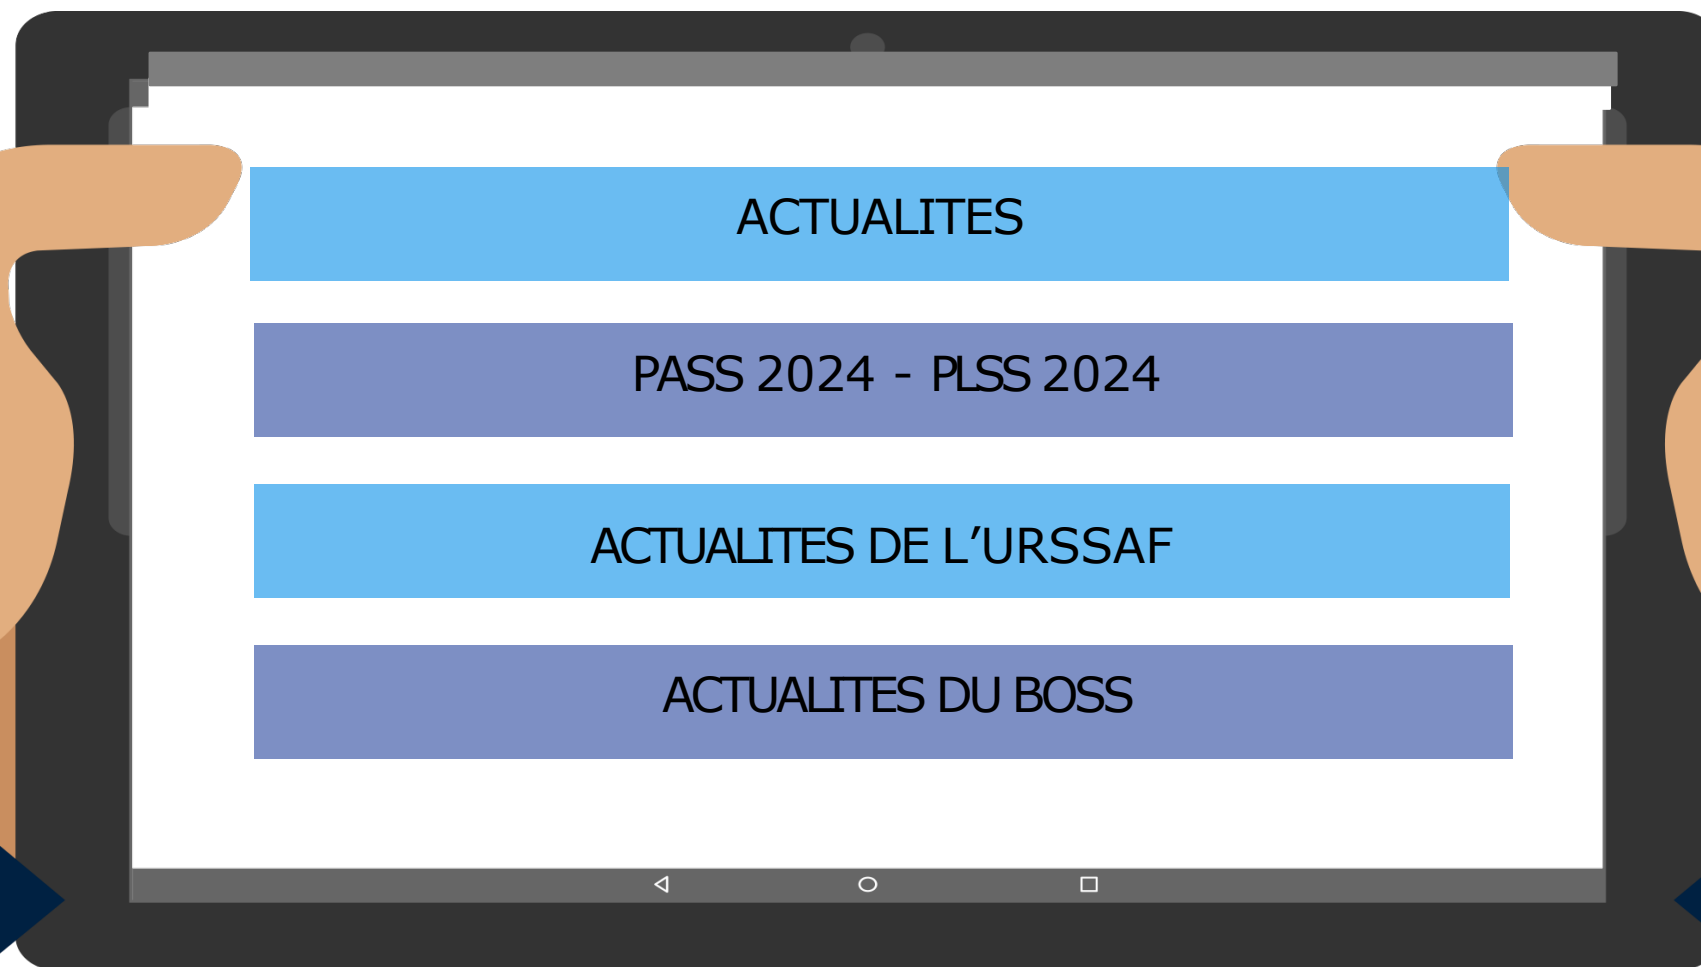 ACTUALITES
PASS 2024 - PLSS 2024
ACTUALITES DE L’URSSAF
ACTUALITES DU BOSS